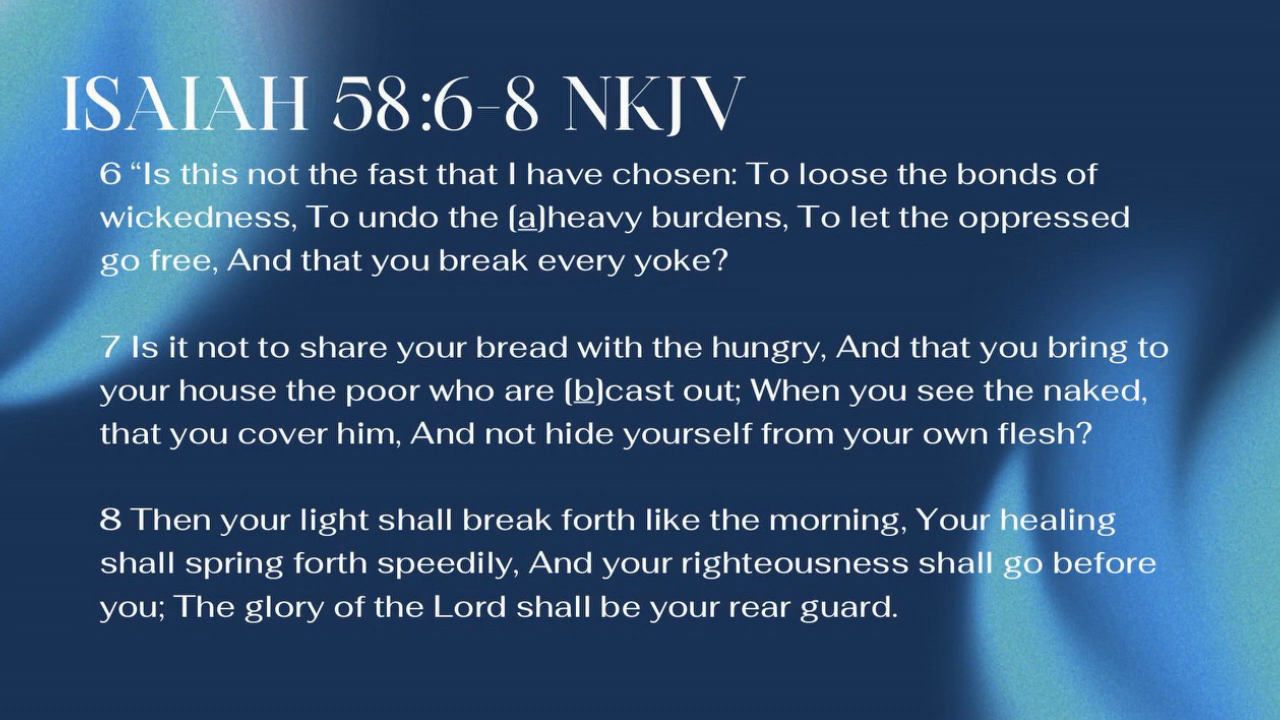 ISAIAH 58:6-8 NKJV
6 “Is this not the fast that I have chosen: To loose the bonds of
wickedness, To undo the [a]heavy burdens, To let the oppressed
go free, And that you break every yoke?
7 Is it not to share your bread with the hungry, And that you bring to
your house the poor who are [b]cast out; When you see the naked,
that you cover him, And not hide yourself from your own flesh?
8 Then your light shall break forth like the morning, Your healing
shall spring forth speedily, And your righteousness shall go before
you; The glory of the Lord shall be your rear guard.